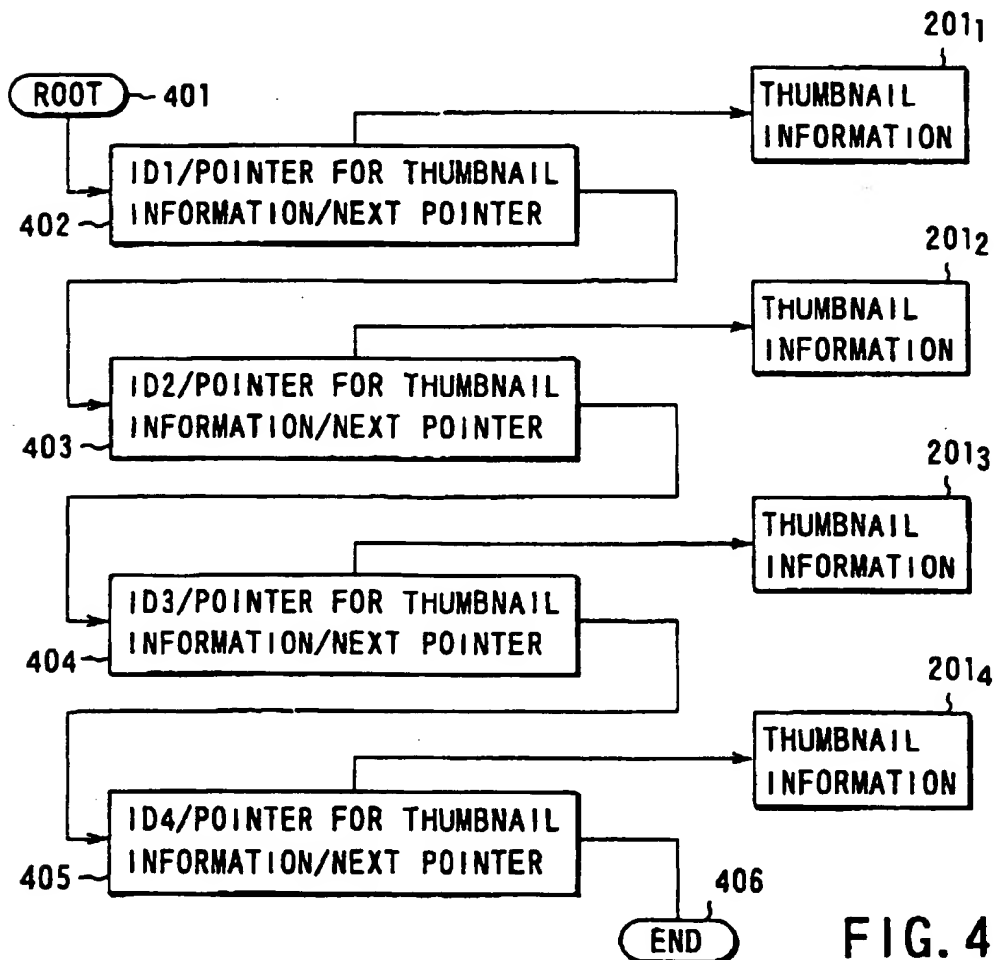 201₁
ROOT 401
THUMBNAIL
INFORMATION
ID1/POINTER FOR THUMBNAIL
INFORMATION/NEXT POINTER
402
201₂
THUMBNAIL
INFORMATION
ID2/POINTER FOR THUMBNAIL
INFORMATION/NEXT POINTER
403
201₃
THUMBNAIL
INFORMATION
ID3/POINTER FOR THUMBNAIL
INFORMATION/NEXT POINTER
404
201₄
THUMBNAIL
INFORMATION
ID4/POINTER FOR THUMBNAIL
INFORMATION/NEXT POINTER
405
406
END
FIG. 4